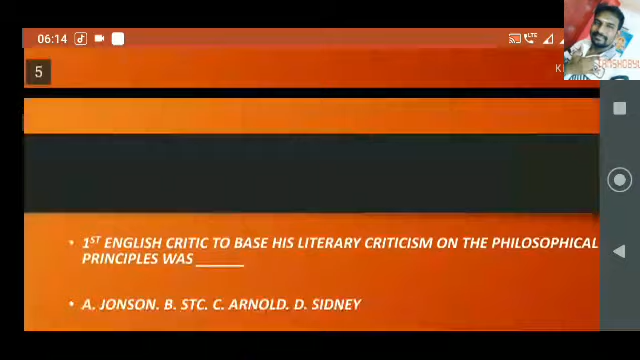 06:14
LTE
5
K
1ST ENGLISH CRITIC TO BASE HIS LITERARY CRITICISM ON THE PHILOSOPHICAL
PRINCIPLES WAS ______
A. JONSON. B. STC. C. ARNOLD. D. SIDNEY